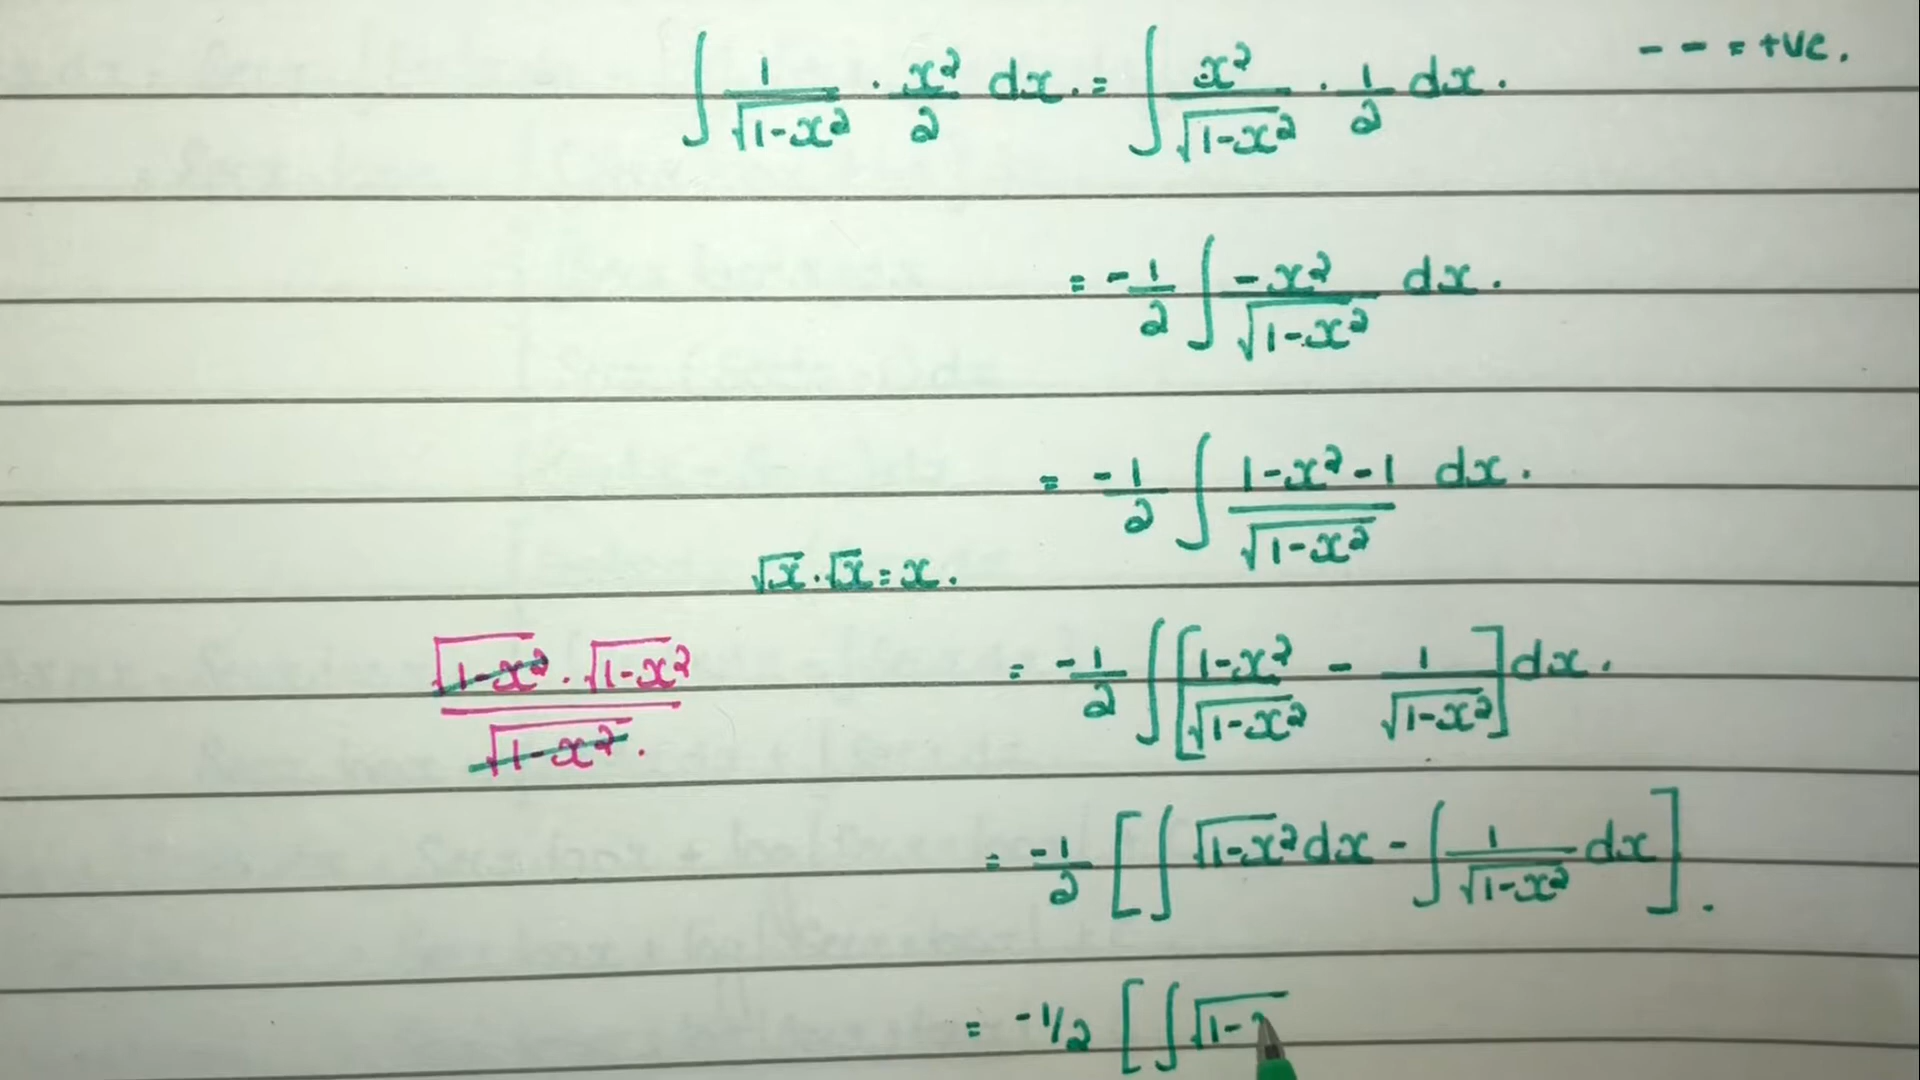 ∫ 1/√(1-x²) · x²/2 dx. = ∫ x²/√(1-x²) · 1/2 dx.
- - = +ve.
= -1/2 ∫ -x²/√(1-x²) dx.
= -1/2 ∫ (1-x²-1)/√(1-x²) dx.
√x · √x = x.
= -1/2 ∫ [(1-x²)/√(1-x²) - 1/√(1-x²)] dx.
√(1-x²) · √(1-x²) / √(1-x²).
= -1/2 [∫ √(1-x²) dx - ∫ 1/√(1-x²) dx].
= -1/2 [∫ √1-